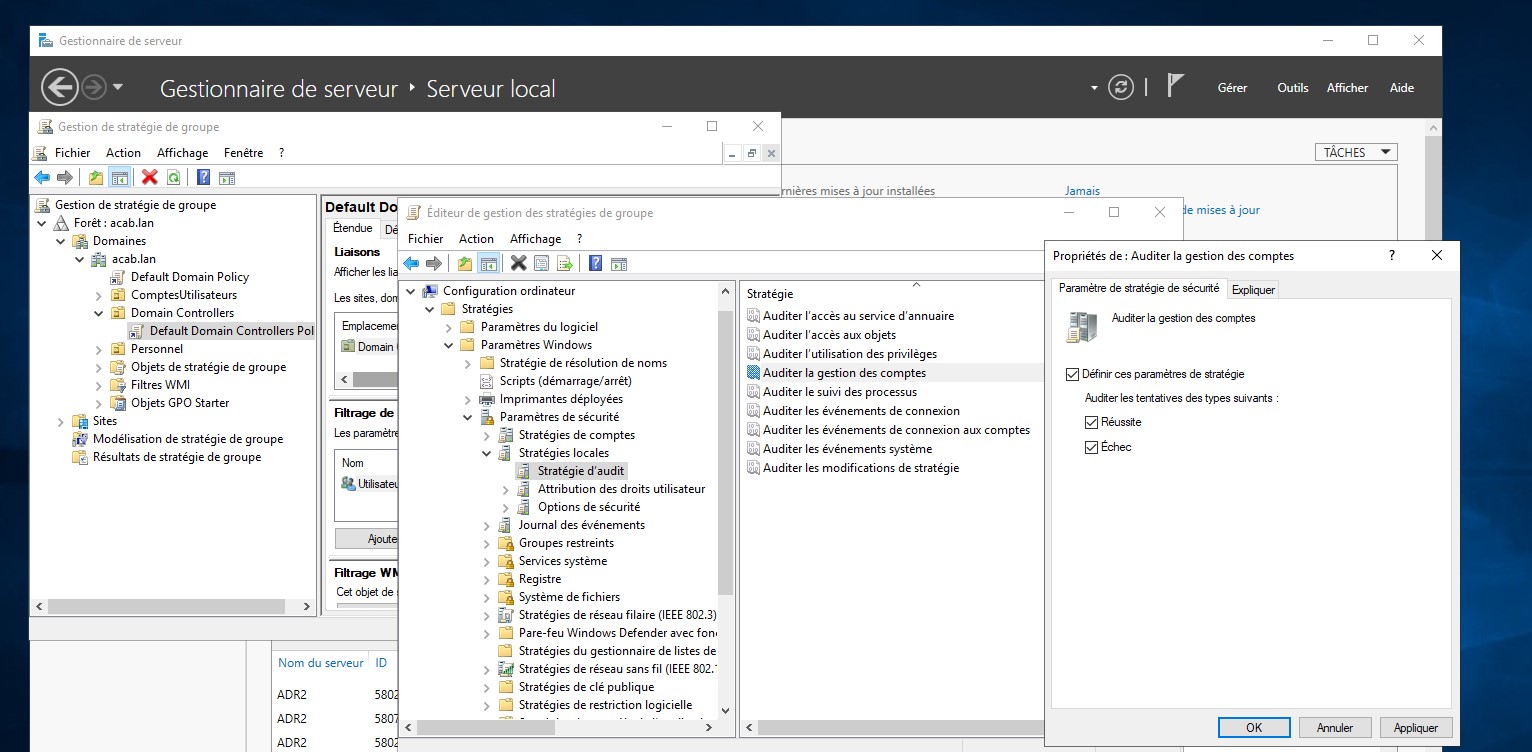 Gestionnaire de serveur
Gestionnaire de serveur ‣ Serveur local
Gérer Outils Afficher Aide
Gestion de stratégie de groupe
Fichier Action Affichage Fenêtre ?
TÂCHES
nières mises à jour installées Jamais
de mises à jour
Gestion de stratégie de groupe
Forêt : acab.lan
Domaines
acab.lan
Default Domain Policy
ComptesUtilisateurs
Domain Controllers
Default Domain Controllers Pol
Personnel
Objets de stratégie de groupe
Filtres WMI
Objets GPO Starter
Sites
Modélisation de stratégie de groupe
Résultats de stratégie de groupe
Default Do
Étendue Dé
Liaisons
Afficher les lia
Les sites, dom
Emplaceme
Domain
Filtrage de
Les paramètre
Nom
Utilisateu
Ajoute
Filtrage WM
Cet objet de
Nom du serveur ID
ADR2 5802
ADR2 5807
ADR2 5802
Éditeur de gestion des stratégies de groupe
Fichier Action Affichage ?
Configuration ordinateur
Stratégies
Paramètres du logiciel
Paramètres Windows
Stratégie de résolution de noms
Scripts (démarrage/arrêt)
Imprimantes déployées
Paramètres de sécurité
Stratégies de comptes
Stratégies locales
Stratégie d'audit
Attribution des droits utilisateur
Options de sécurité
Journal des événements
Groupes restreints
Services système
Registre
Système de fichiers
Stratégies de réseau filaire (IEEE 802.3)
Pare-feu Windows Defender avec fon
Stratégies du gestionnaire de listes de
Stratégies de réseau sans fil (IEEE 802.1
Stratégies de clé publique
Stratégies de restriction logicielle
Stratégie
Auditer l'accès au service d'annuaire
Auditer l'accès aux objets
Auditer l'utilisation des privilèges
Auditer la gestion des comptes
Auditer le suivi des processus
Auditer les événements de connexion
Auditer les événements de connexion aux comptes
Auditer les événements système
Auditer les modifications de stratégie
Propriétés de : Auditer la gestion des comptes ?
Paramètre de stratégie de sécurité Expliquer
Auditer la gestion des comptes
Définir ces paramètres de stratégie
Auditer les tentatives des types suivants :
Réussite
Échec
OK Annuler Appliquer